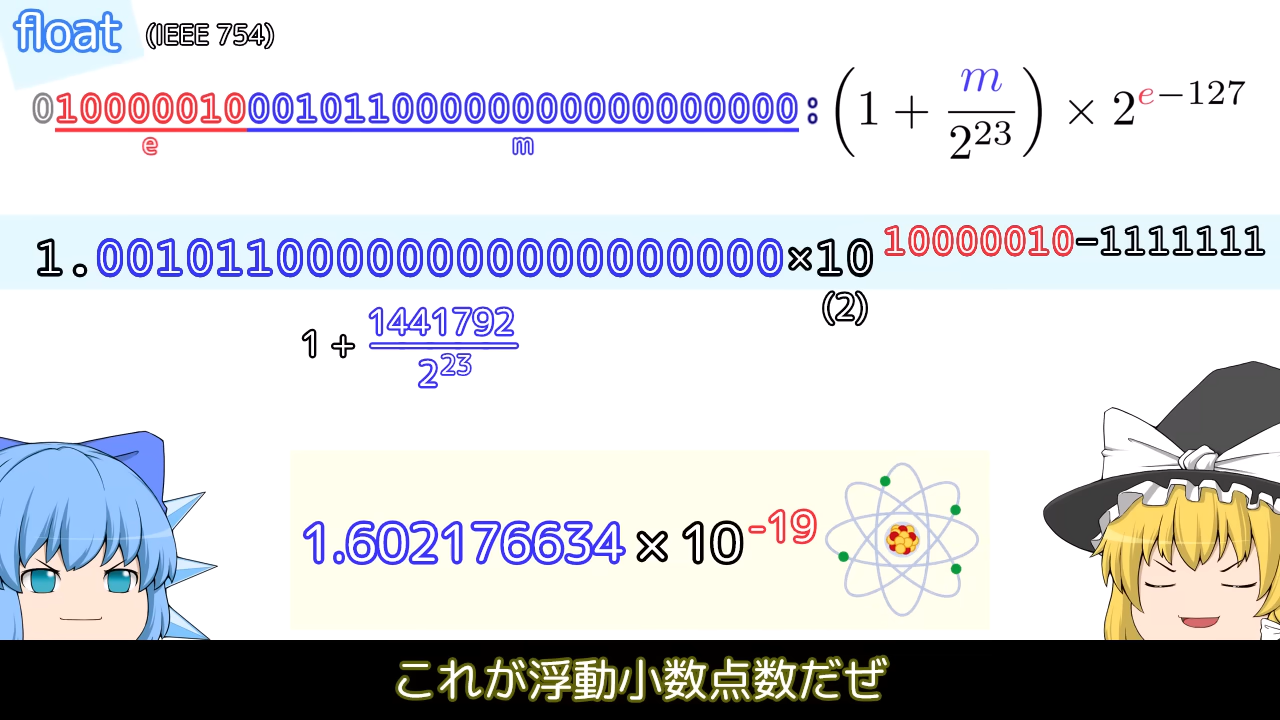 float (IEEE 754)
01000001000101100000000000000000 : (1 + m/2^23) × 2^e−127
e m
1.00101100000000000000000×10^10000010−1111111
(2)
1 + 1441792/2^23
1.602176634 × 10^-19
これが浮動小数点数だぜ